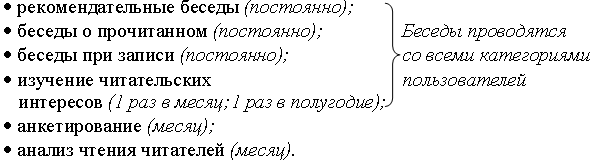 • рекомендательные беседы (постоянно);
• беседы о прочитанном (постоянно);
• беседы при записи (постоянно);
• изучение читательских
интересов (1 раз в месяц; 1 раз в полугодие);
• анкетирование (месяц);
• анализ чтения читателей (месяц).
Беседы проводятся
со всеми категориями
пользователей